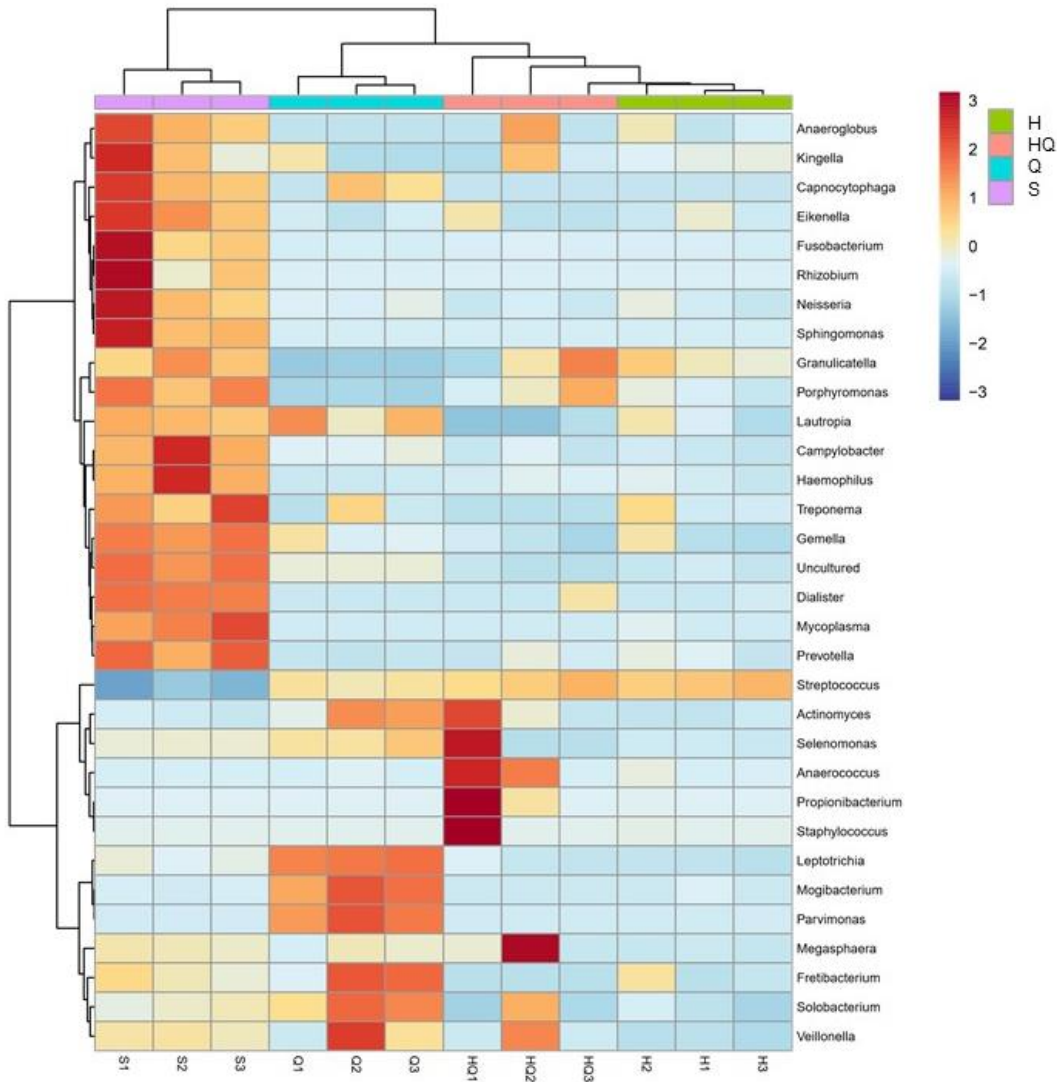 Anaeroglobus
Kingella
Capnocytophaga
Eikenella
Fusobacterium
Rhizobium
Neisseria
Sphingomonas
Granulicatella
Porphyromonas
Lautropia
Campylobacter
Haemophilus
Treponema
Gemella
Uncultured
Dialister
Mycoplasma
Prevotella
Streptococcus
Actinomyces
Selenomonas
Anaerococcus
Propionibacterium
Staphylococcus
Leptotrichia
Mogibacterium
Parvimonas
Megasphaera
Fretibacterium
Solobacterium
Veillonella
S1 S2 S3 Q1 Q2 Q3 HQ1 HQ2 HQ3 H2 H1 H3
3
2
1
0
−1
−2
−3
H
HQ
Q
S